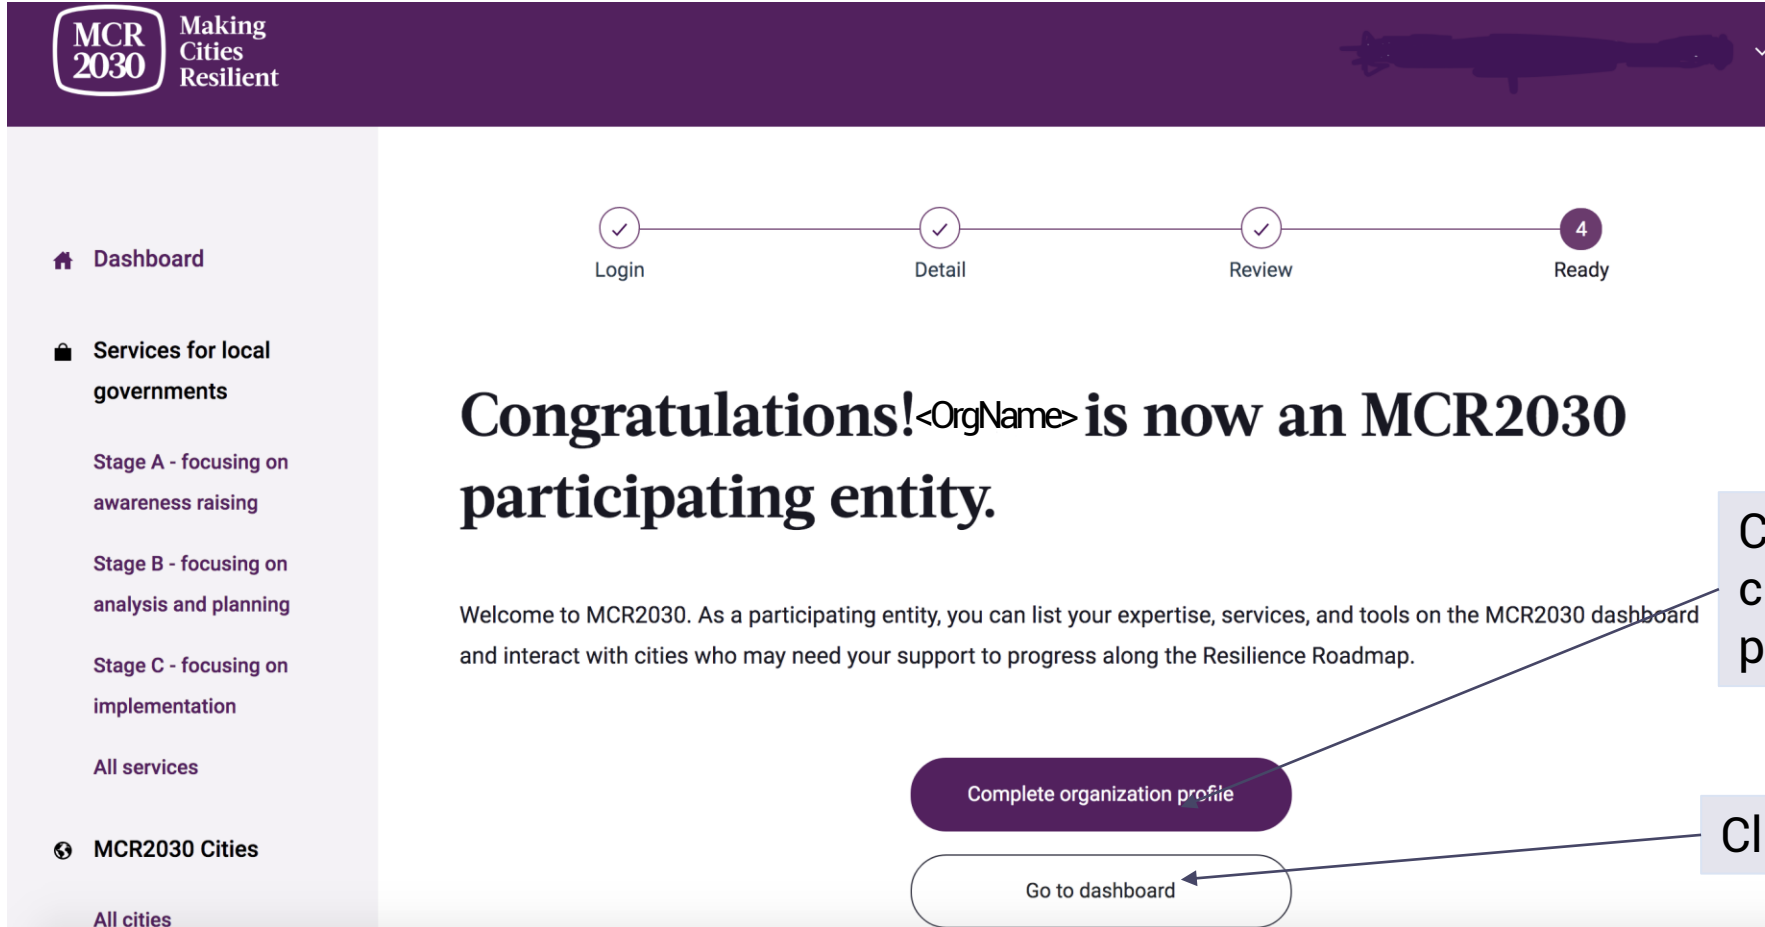 MCR
2030
Making
Cities
Resilient
Login
Detail
Review
4
Ready
Dashboard
Services for local
governments
Stage A - focusing on
awareness raising
Stage B - focusing on
analysis and planning
Stage C - focusing on
implementation
All services
MCR2030 Cities
All cities
Congratulations!<OrgName> is now an MCR2030
participating entity.
Welcome to MCR2030. As a participating entity, you can list your expertise, services, and tools on the MCR2030 dashboard
and interact with cities who may need your support to progress along the Resilience Roadmap.
Complete organization profile
Go to dashboard